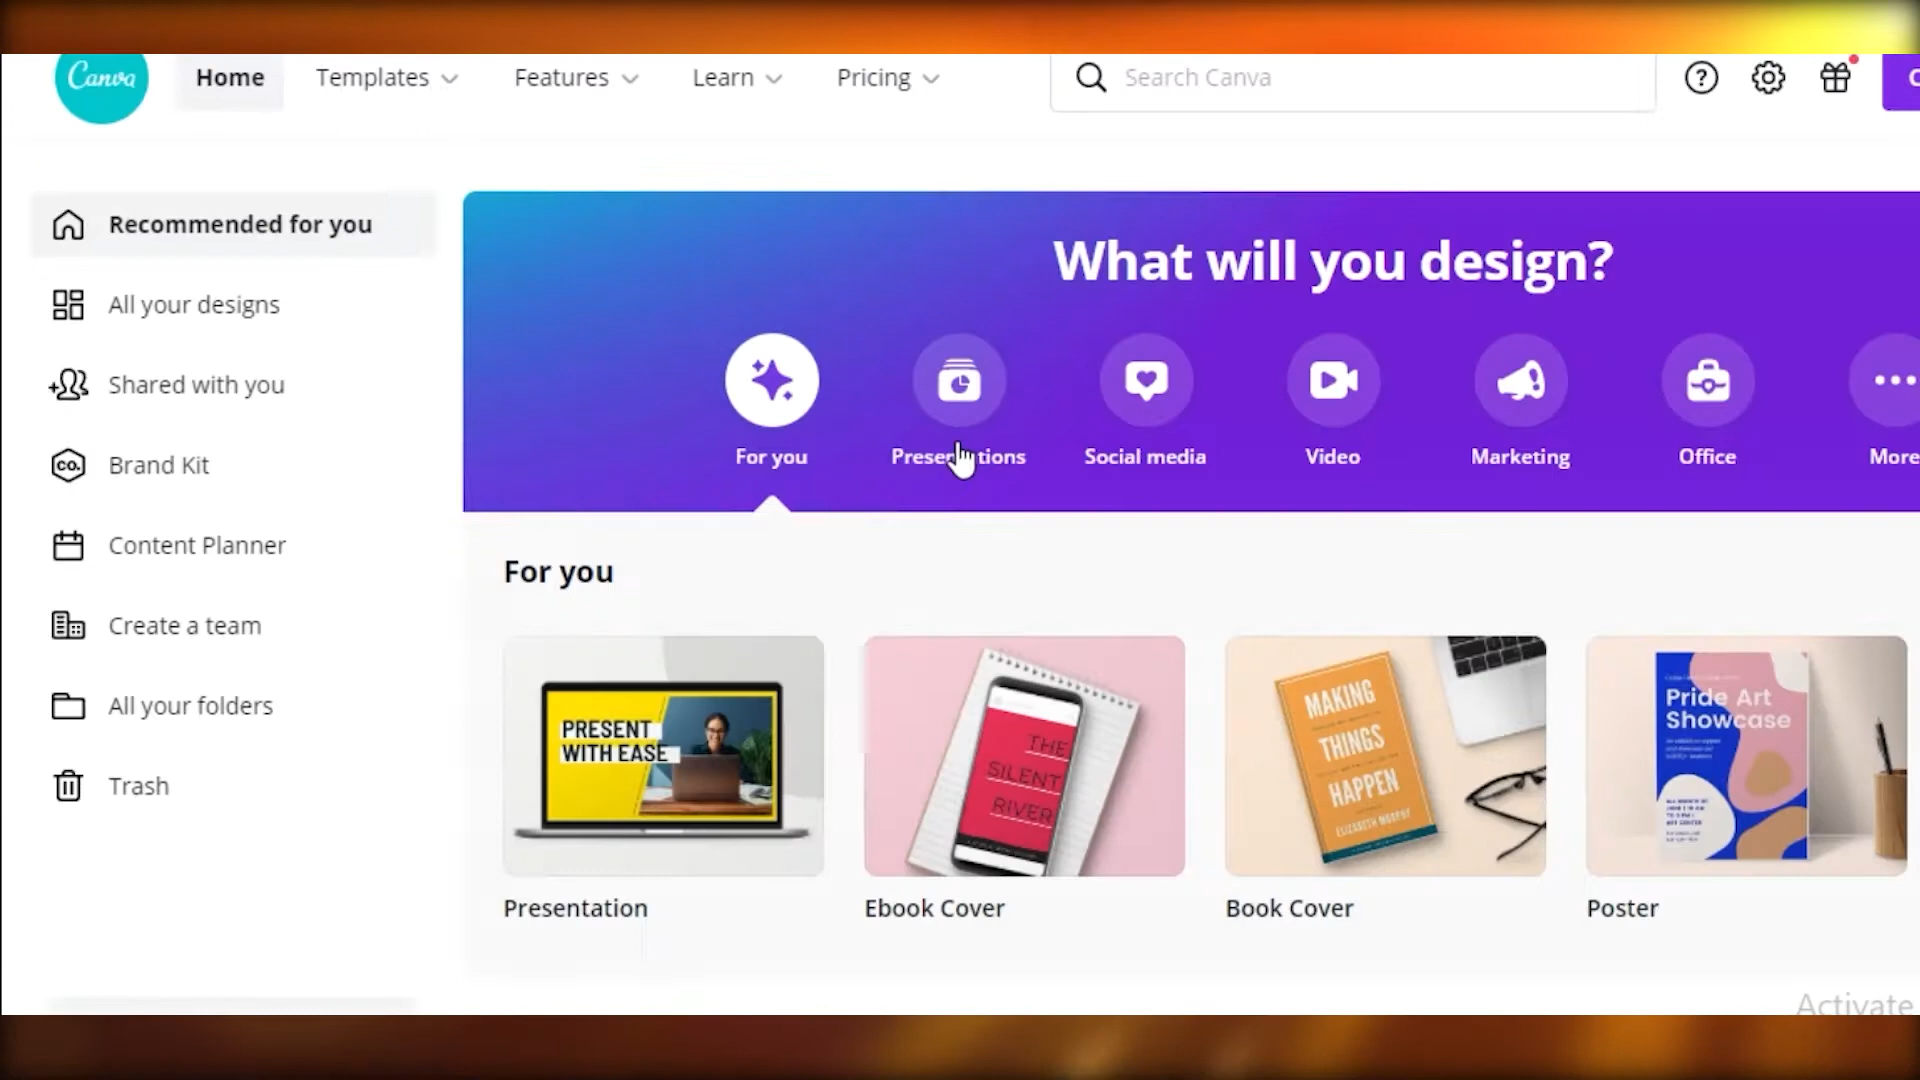 Canva
Home
Templates
Features
Learn
Pricing
Search Canva
Recommended for you
All your designs
Shared with you
Brand Kit
CO.
Content Planner
Create a team
All your folders
Trash
What will you design?
For you
Presentations
Social media
Video
Marketing
Office
More
For you
PRESENT
WITH EASE
THE
SILENT
RIVER
MAKING
THINGS
HAPPEN
ELIZABETH MURPHY
Pride Art
Showcase
Presentation
Ebook Cover
Book Cover
Poster
Activate